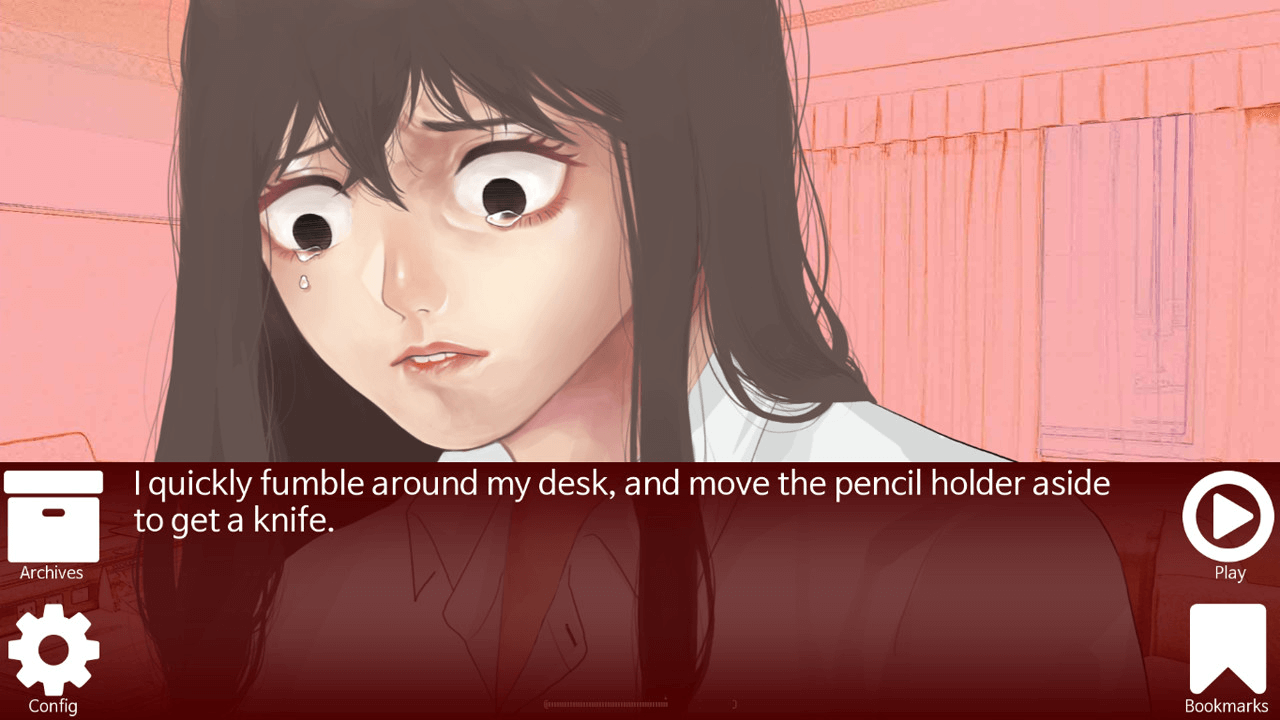 I quickly fumble around my desk, and move the pencil holder aside
to get a knife.
Archives
Play
Config
Bookmarks